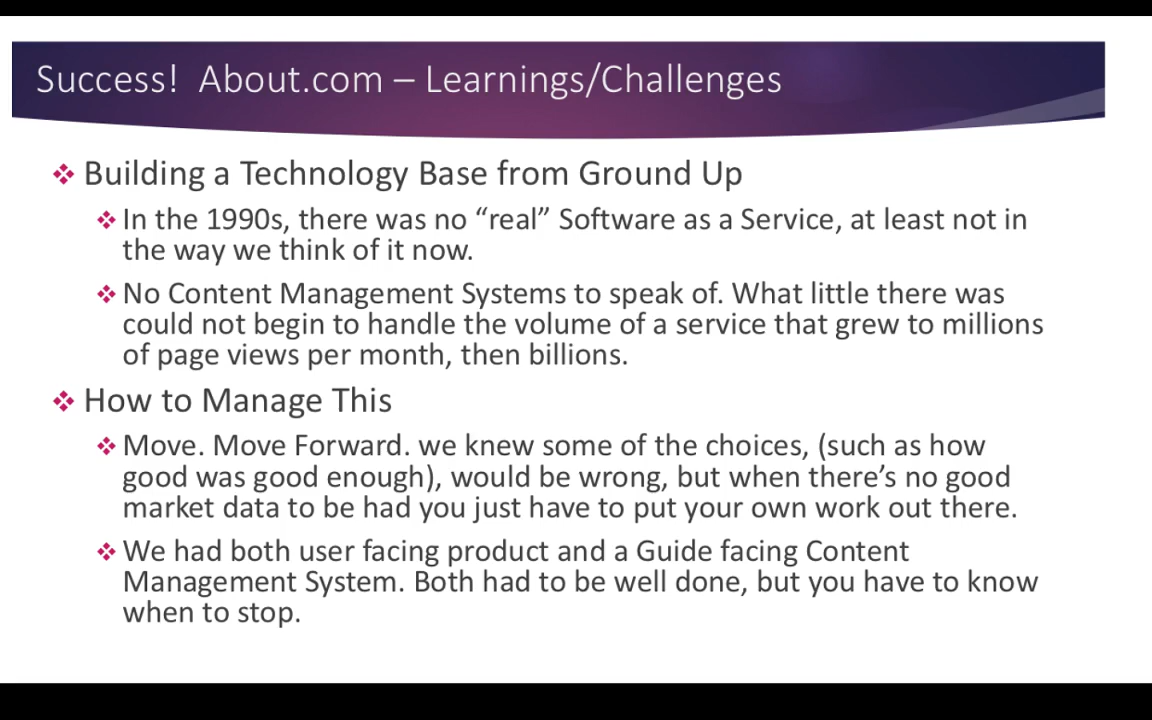 Success!  About.com – Learnings/Challenges
Building a Technology Base from Ground Up
In the 1990s, there was no “real” Software as a Service, at least not in
the way we think of it now.
No Content Management Systems to speak of. What little there was
could not begin to handle the volume of a service that grew to millions
of page views per month, then billions.
How to Manage This
Move. Move Forward. we knew some of the choices, (such as how
good was good enough), would be wrong, but when there’s no good
market data to be had you just have to put your own work out there.
We had both user facing product and a Guide facing Content
Management System. Both had to be well done, but you have to know
when to stop.